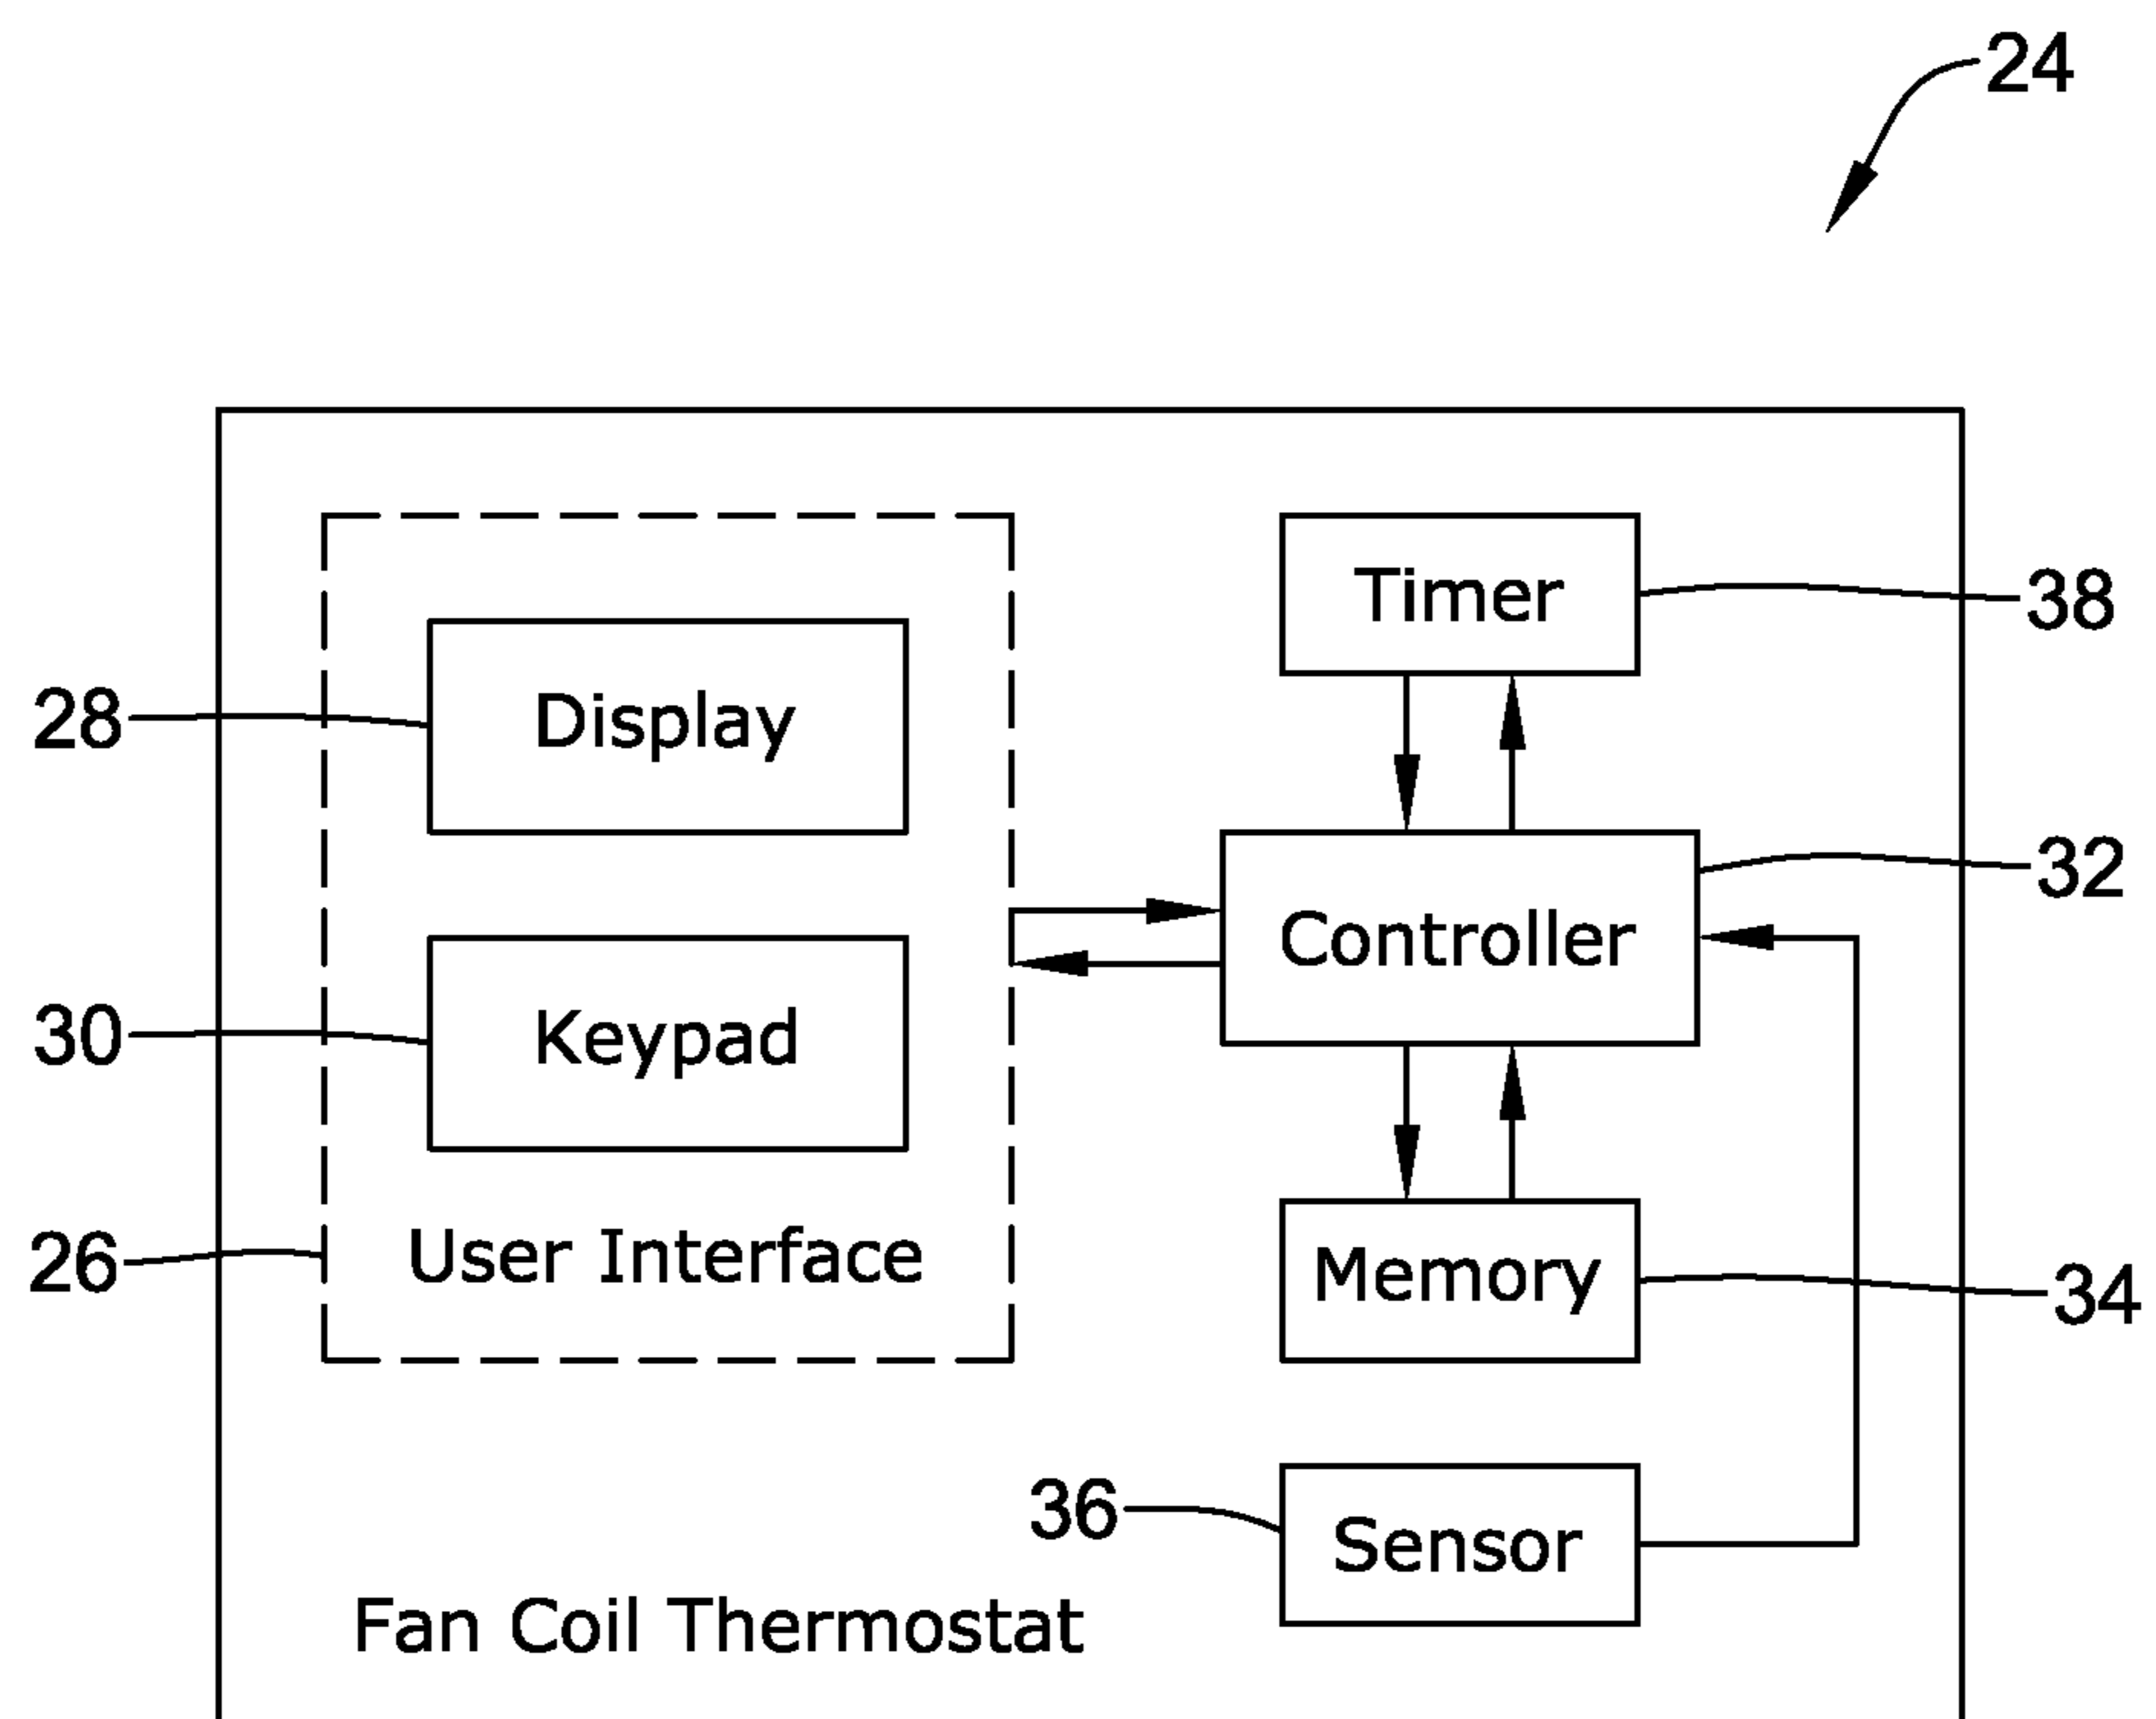 24
Timer
38
28
Display
32
Controller
30
Keypad
26
User Interface
Memory
34
36
Sensor
Fan Coil Thermostat